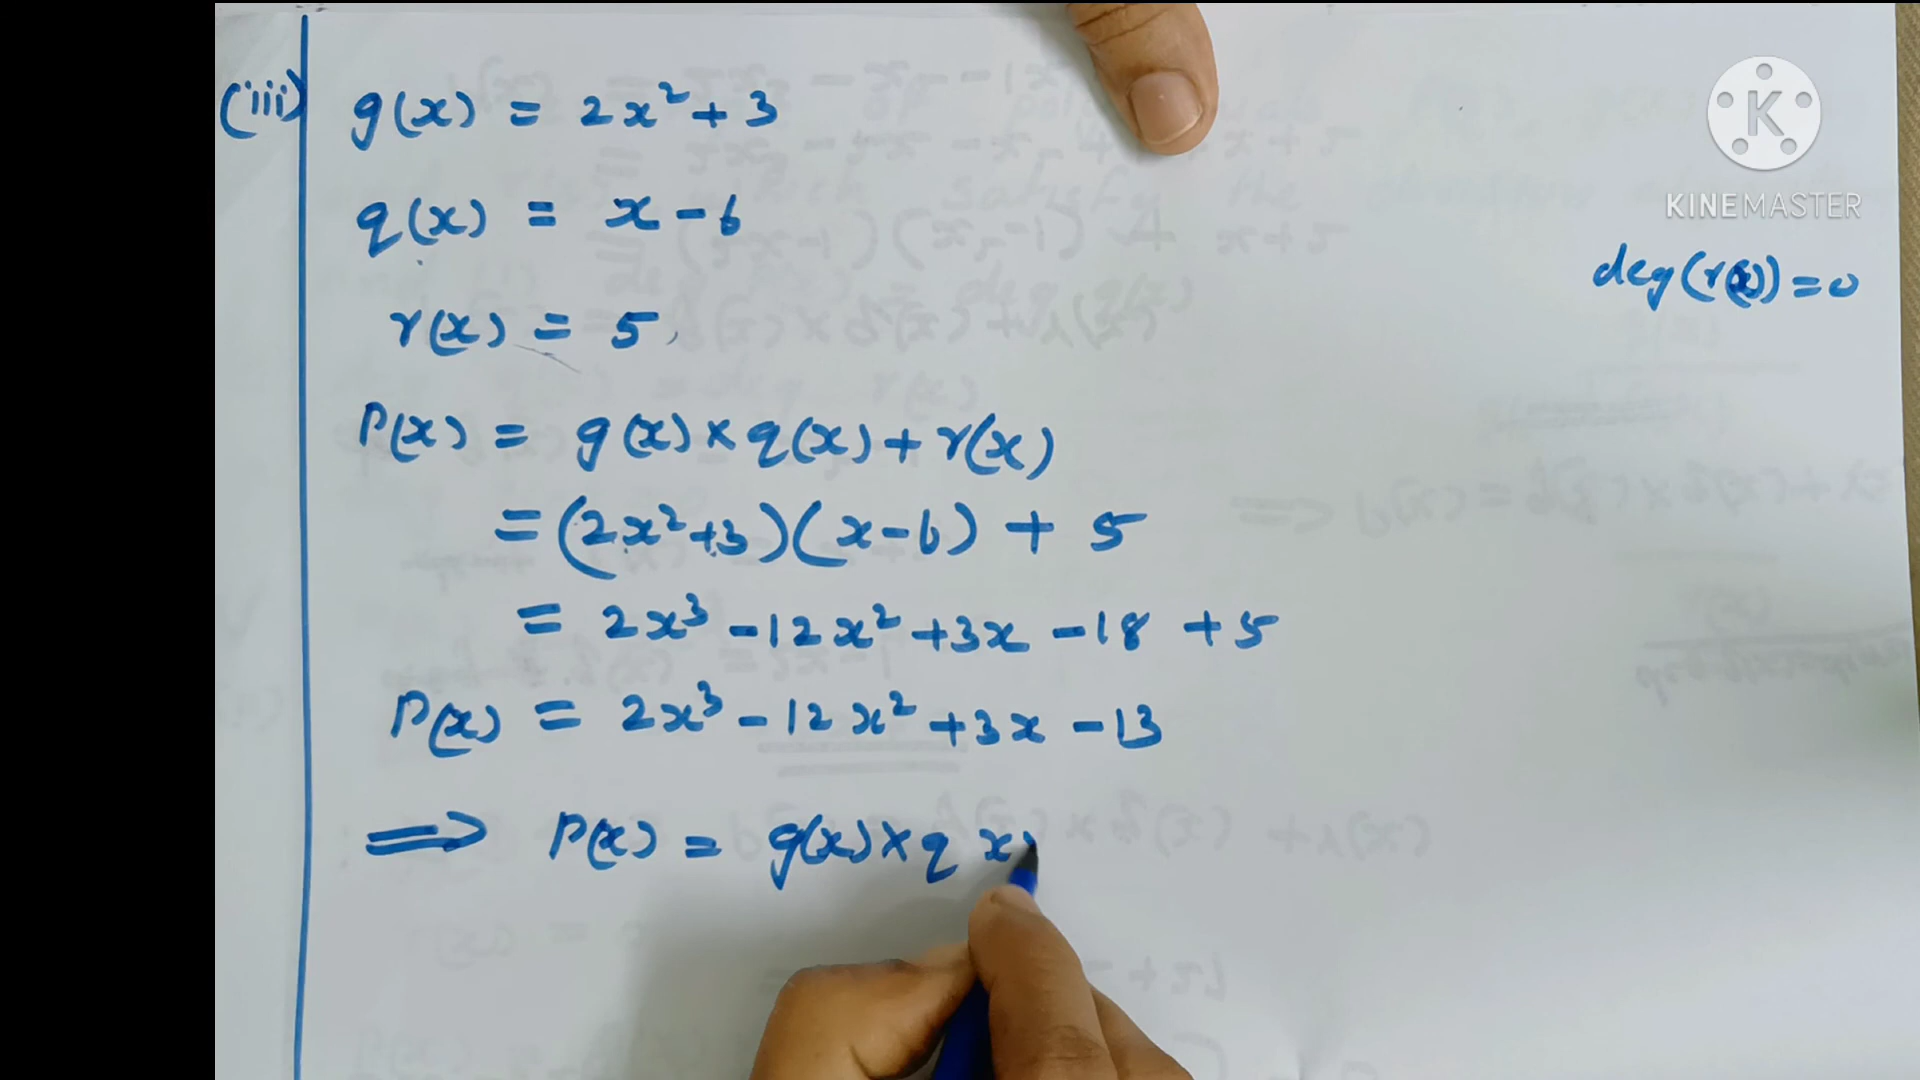 (iii) g(x) = 2x² + 3
q(x) = x - 6
r(x) = 5,
P(x) = g(x) × q(x) + r(x)
= (2x² + 3)(x - 6) + 5
= 2x³ - 12x² + 3x - 18 + 5
P(x) = 2x³ - 12x² + 3x - 13
⟹ P(x) = g(x) × q x)
KINEMASTER
deg(r(x)) = 0